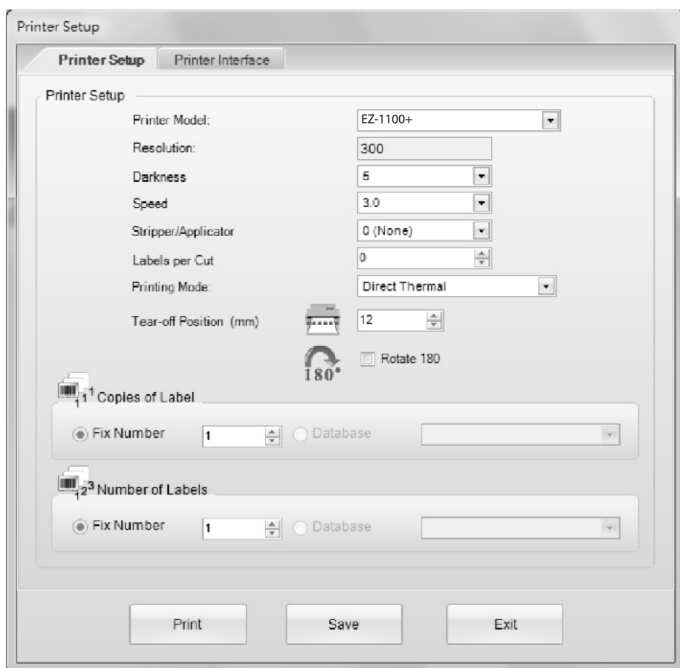 Printer Setup
Printer Setup Printer Interface
Printer Setup
Printer Model: EZ-1100+
Resolution: 300
Darkness 5
Speed 3.0
Stripper/Applicator 0 (None)
Labels per Cut 0
Printing Mode: Direct Thermal
Tear-off Position (mm) 12
180° Rotate 180
1 1 1 Copies of Label
Fix Number 1 Database
1 2 3 Number of Labels
Fix Number 1 Database
Print Save Exit